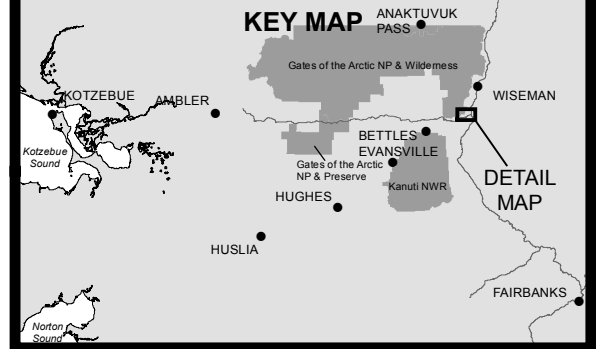 KEY MAP
ANAKTUVUK
PASS
Gates of the Arctic NP & Wilderness
WISEMAN
KOTZEBUE
AMBLER
Kotzebue
Sound
BETTLES
EVANSVILLE
Gates of the Arctic
NP & Preserve
Kanuti NWR
DETAIL
MAP
HUGHES
HUSLIA
FAIRBANKS
Norton
Sound